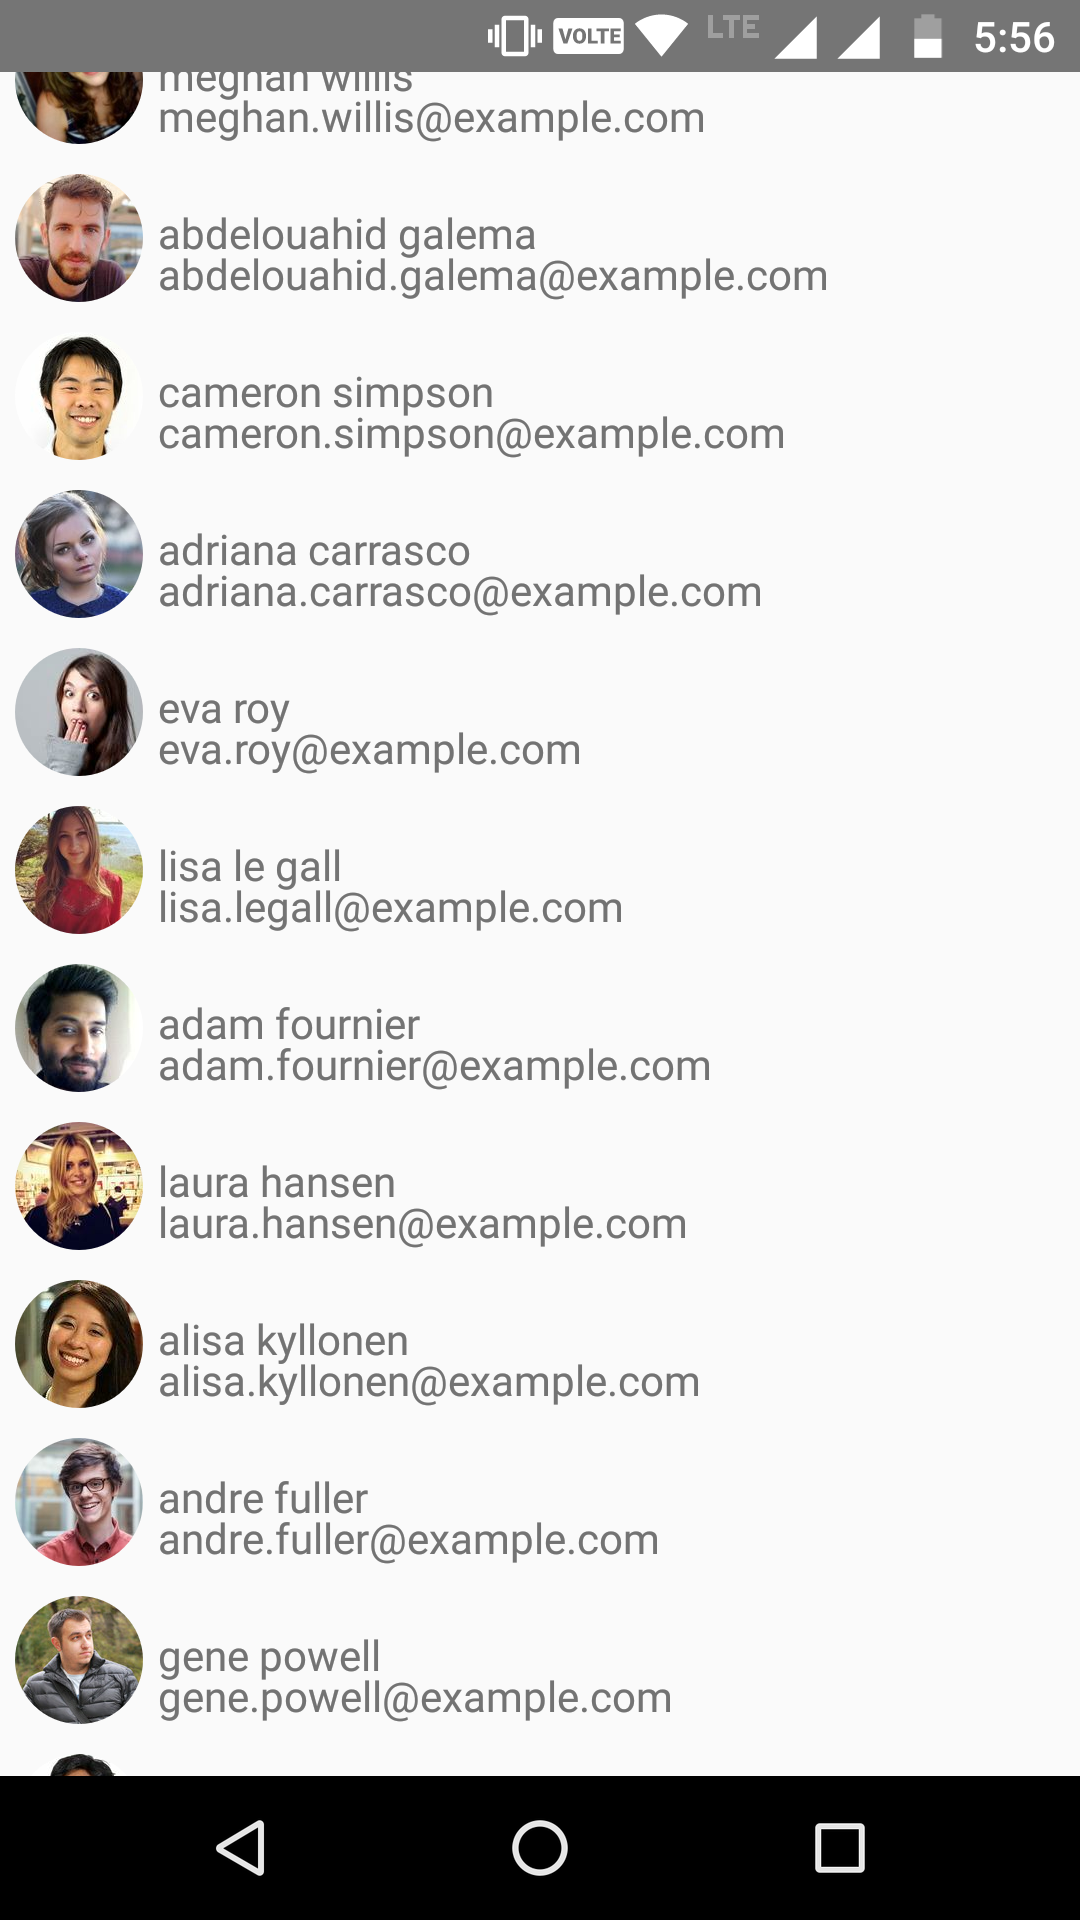 VOLTE LTE 5:56
meghan willis
meghan.willis@example.com
abdelouahid galema
abdelouahid.galema@example.com
cameron simpson
cameron.simpson@example.com
adriana carrasco
adriana.carrasco@example.com
eva roy
eva.roy@example.com
lisa le gall
lisa.legall@example.com
adam fournier
adam.fournier@example.com
laura hansen
laura.hansen@example.com
alisa kyllonen
alisa.kyllonen@example.com
andre fuller
andre.fuller@example.com
gene powell
gene.powell@example.com